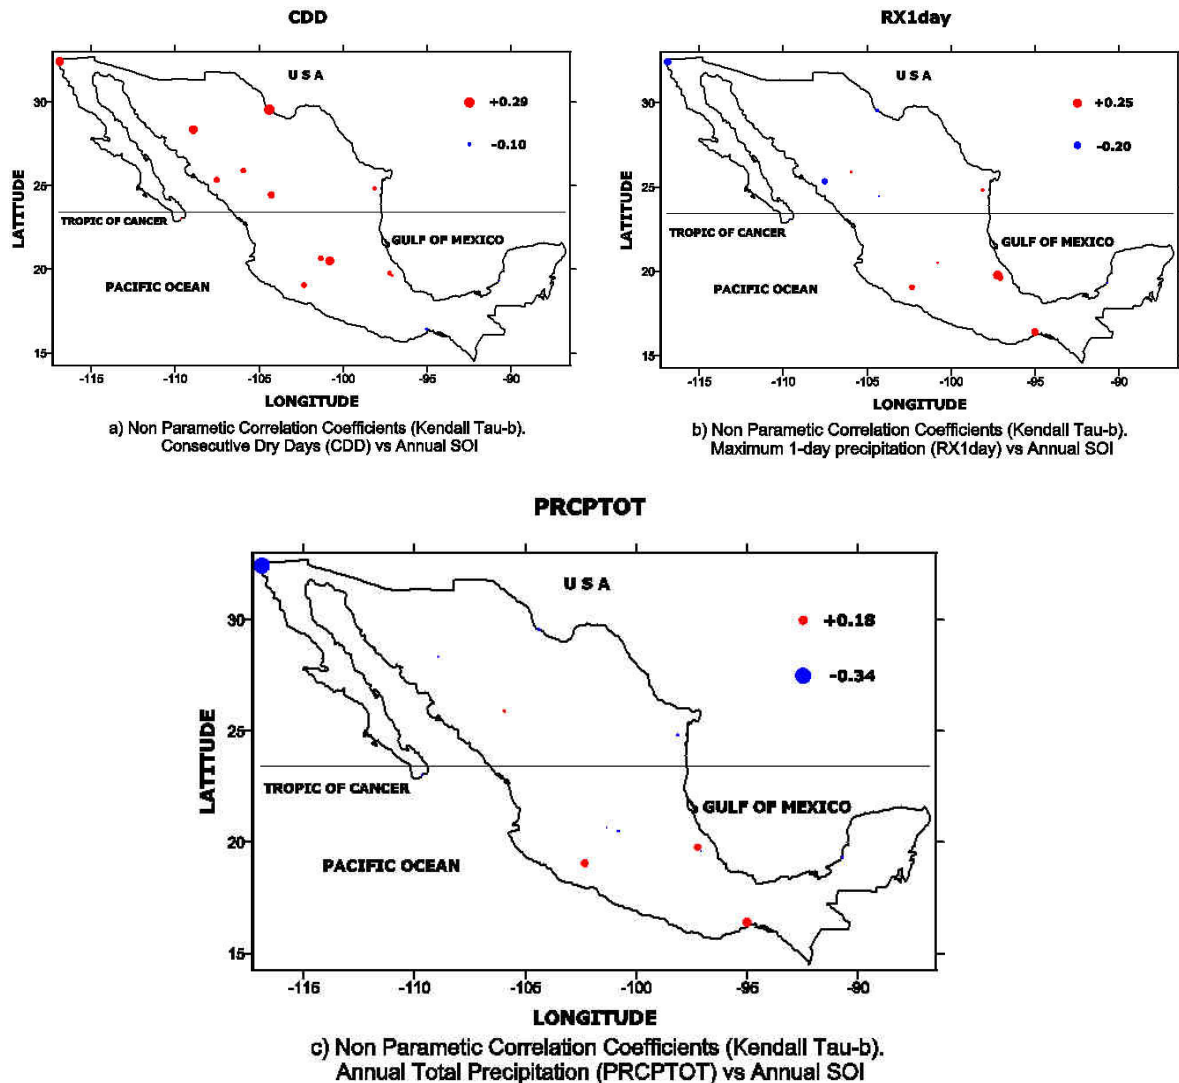 CDD
U S A
30
+0.29
-0.10
25
LATITUDE
TROPIC OF CANCER
GULF OF MEXICO
20
PACIFIC OCEAN
15
-115 -110 -105 -100 -95 -90
LONGITUDE
a) Non Parametic Correlation Coefficients (Kendall Tau-b).
Consecutive Dry Days (CDD) vs Annual SOI
RX1day
U S A
30
+0.25
-0.20
25
LATITUDE
TROPIC OF CANCER
GULF OF MEXICO
20
PACIFIC OCEAN
15
-115 -110 -105 -100 -95 -90
LONGITUDE
b) Non Parametic Correlation Coefficients (Kendall Tau-b).
Maximum 1-day precipitation (RX1day) vs Annual SOI
PRCPTOT
U S A
30
+0.18
-0.34
25
LATITUDE
TROPIC OF CANCER
GULF OF MEXICO
20
PACIFIC OCEAN
15
-115 -110 -105 -100 -95 -90
LONGITUDE
c) Non Parametic Correlation Coefficients (Kendall Tau-b).
Annual Total Precipitation (PRCPTOT) vs Annual SOI